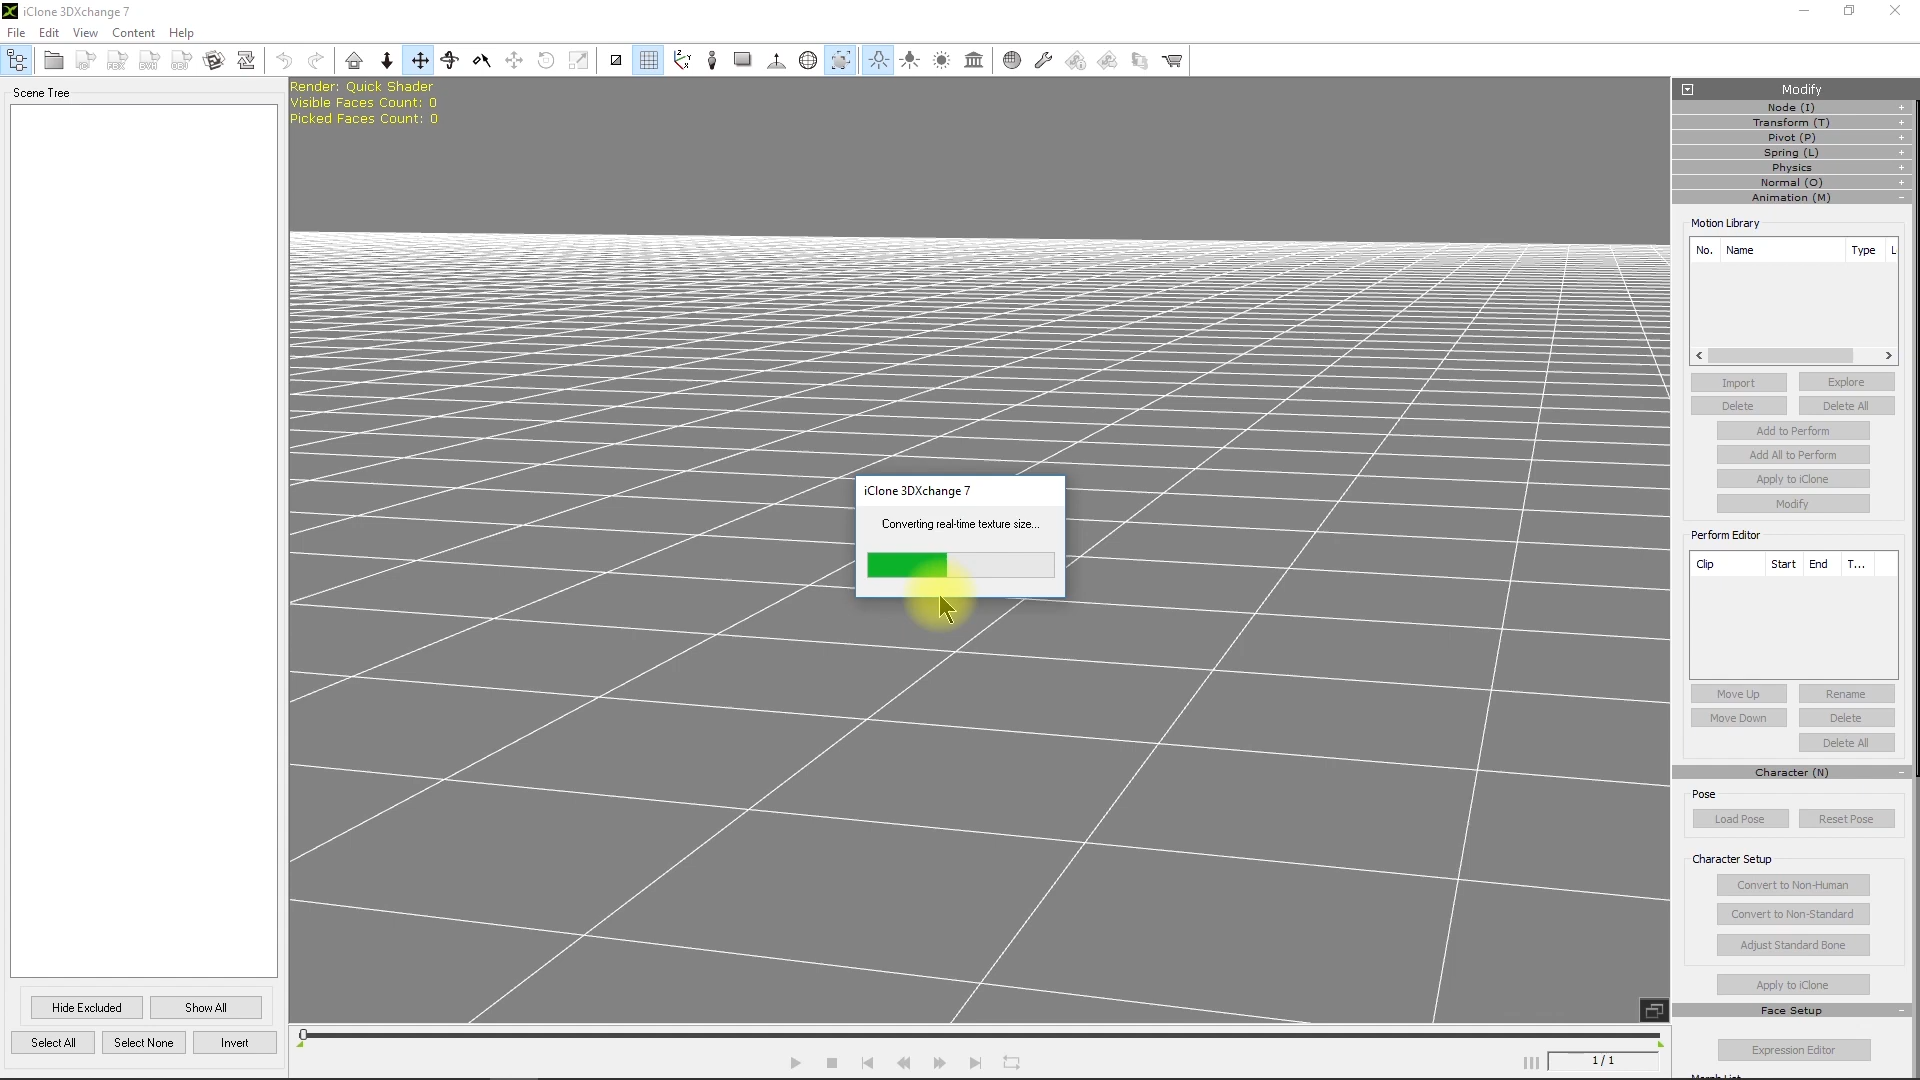 iClone 3DXchange 7
File Edit View Content Help
Scene Tree
Render: Quick Shader
Visible Faces Count: 0
Picked Faces Count: 0
iClone 3DXchange 7
Converting real-time texture size...
Hide Excluded Show All
Select All Select None Invert
1 / 1
Modify
Node (I) +
Transform (T) +
Pivot (P) +
Spring (L) +
Physics +
Normal (O) +
Animation (M) -
Motion Library
No. Name Type L
Import Explore
Delete Delete All
Add to Perform
Add All to Perform
Apply to iClone
Modify
Perform Editor
Clip Start End T...
Move Up Rename
Move Down Delete
Delete All
Character (N) -
Pose
Load Pose Reset Pose
Character Setup
Convert to Non-Human
Convert to Non-Standard
Adjust Standard Bone
Apply to iClone
Face Setup -
Expression Editor